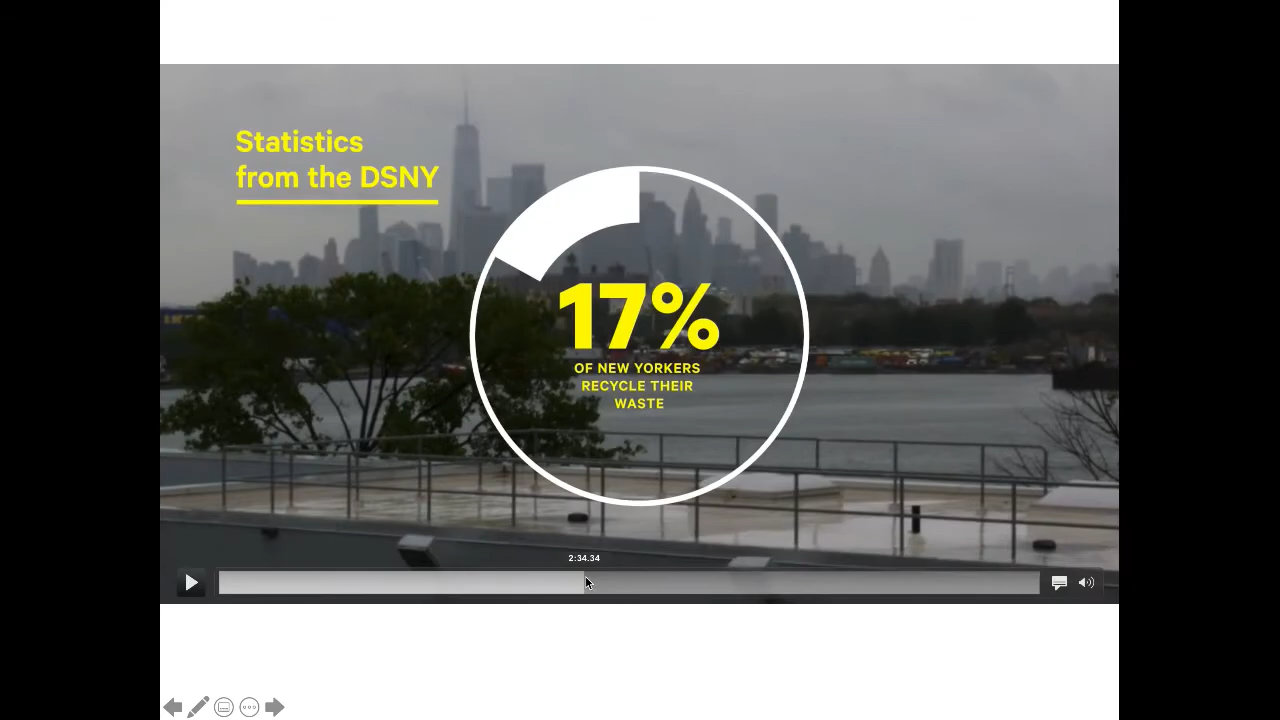 Statistics
from the DSNY
17%
OF NEW YORKERS
RECYCLE THEIR
WASTE
2:34.34